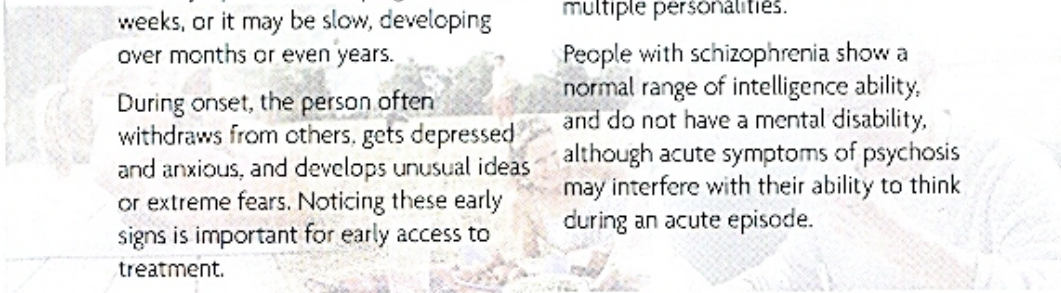 weeks, or it may be slow, developing
over months or even years.
During onset, the person often
withdraws from others, gets depressed
and anxious, and develops unusual ideas
or extreme fears. Noticing these early
signs is important for early access to
treatment.
multiple personalities.
People with schizophrenia show a
normal range of intelligence ability,
and do not have a mental disability,
although acute symptoms of psychosis
may interfere with their ability to think
during an acute episode.